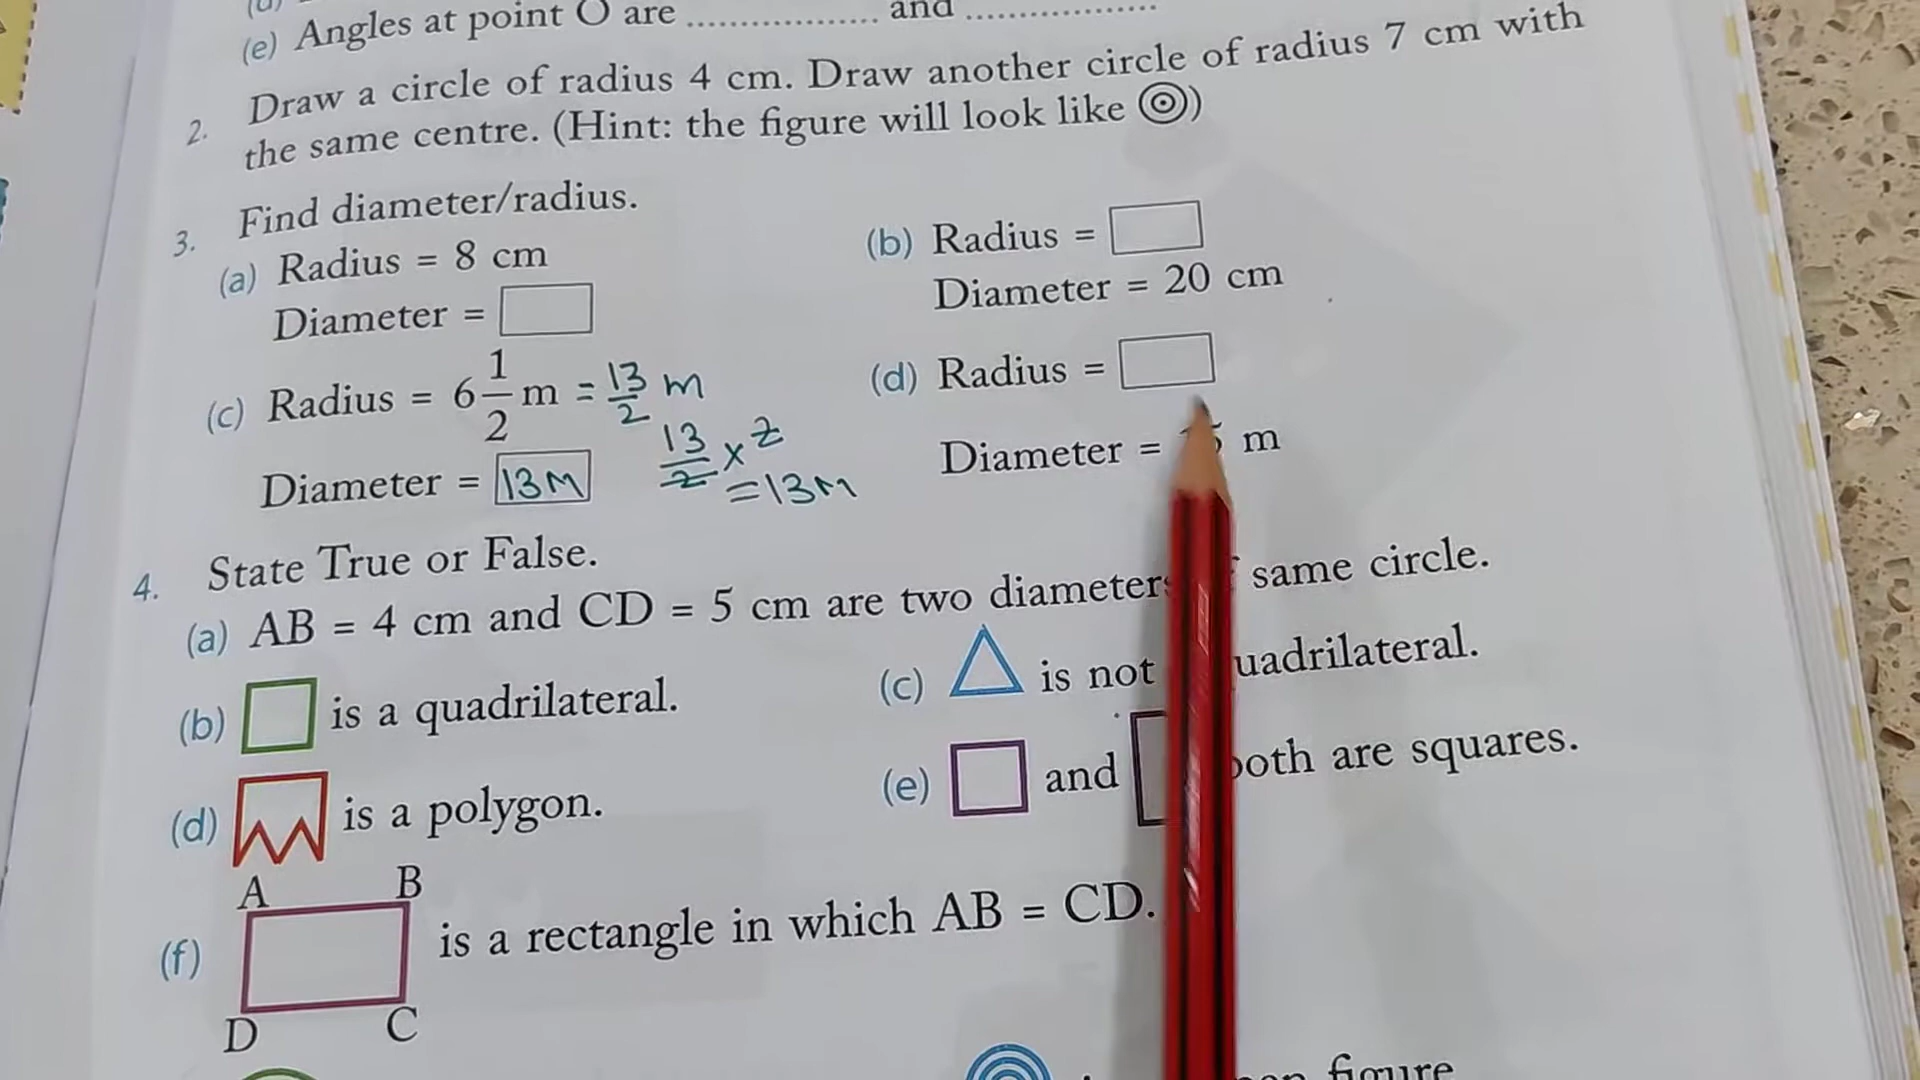 (e) Angles at point O are .................. and ..................
2. Draw a circle of radius 4 cm. Draw another circle of radius 7 cm with
the same centre. (Hint: the figure will look like )
3. Find diameter/radius.
(a) Radius = 8 cm
Diameter =
(b) Radius =
Diameter = 20 cm
(c) Radius = 6 1/2 m = 13/2 m
13/2 x 2
= 13 M
Diameter = 13 M
(d) Radius =
Diameter = m
4. State True or False.
(a) AB = 4 cm and CD = 5 cm are two diameters same circle.
(b) is a quadrilateral.
(c) is not
(d) is a polygon.
(e) and both are squares.
A B
(f) is a rectangle in which AB = CD.
D C
figure